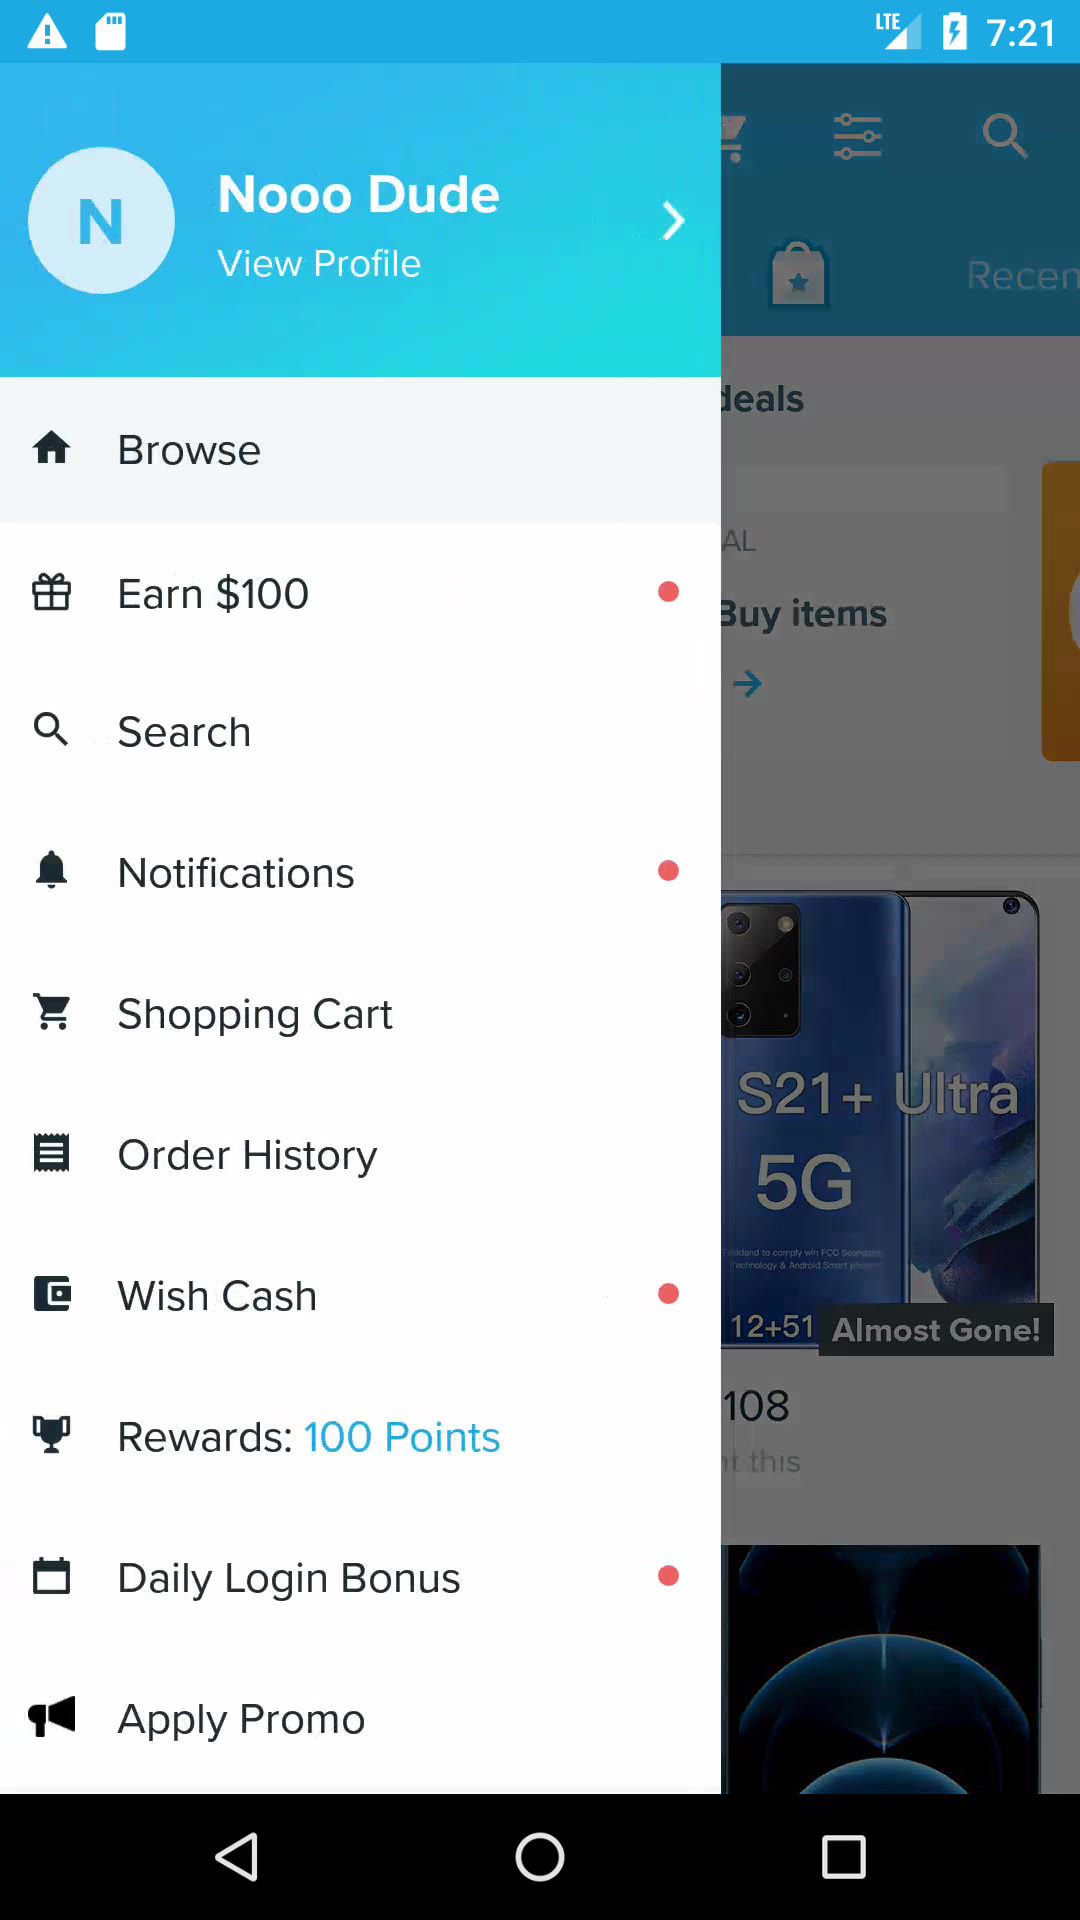 LTE 7:21
N
Nooo Dude
View Profile
Recen
deals
Browse
AL
Earn $100
Buy items
Search
Notifications
Shopping Cart
S21+ Ultra
Order History
5G
Wish Cash
12+51
Almost Gone!
108
Rewards: 100 Points
this
Daily Login Bonus
Apply Promo